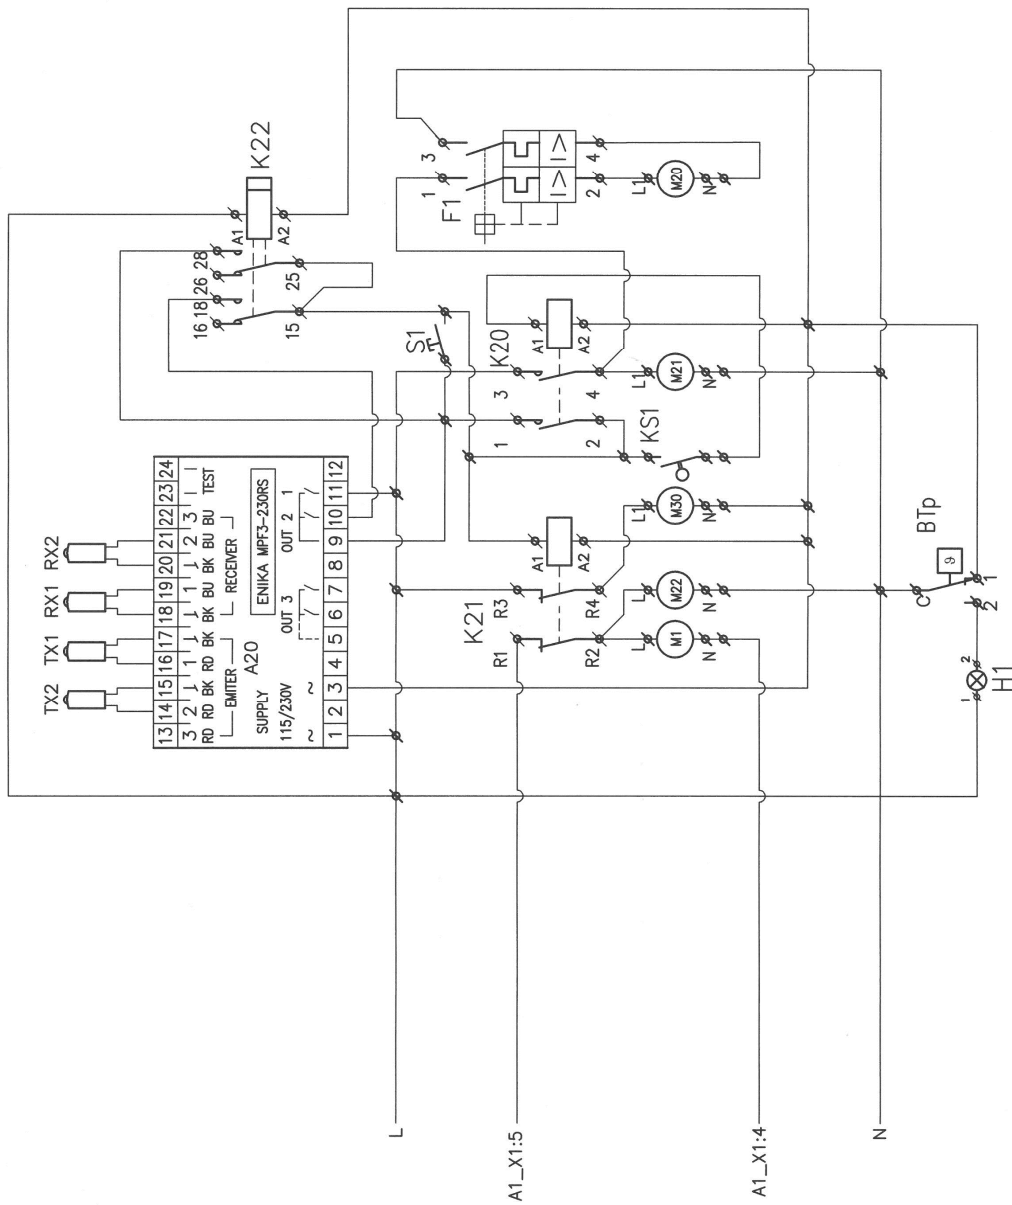 K22
A1
A2
16 18 26 28
15 25
RX2
RX1
TX1
TX2
13 14 15 16 17 18 19 20 21 22 23 24
3 2 1 1 2 3
RD RD BK RD BK BK BU BK BU BU TEST
EMITER RECEIVER
A20
SUPPLY
115/230V
~ ~
ENIKA MPF3-230RS
OUT 3 OUT 2 1
1 2 3 4 5 6 7 8 9 10 11 12
S1
F1
1 3
I> I>
2 4
L1
M20
N
K20
A1
A2
1 3
2 4
L1
M21
N
KS1
K21
A1
A2
R1 R3
R2 R4
L L L1
M1 M22 M30
N N N
BTp
ϑ
C
2 1
1 2
H1
L
A1_X1:5
A1_X1:4
N